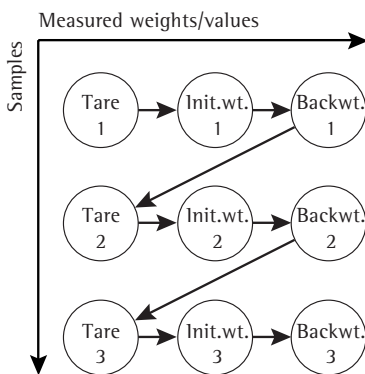 Measured weights/values
Samples
Tare
1
Init.wt.
1
Backwt.
1
Tare
2
Init.wt.
2
Backwt.
2
Tare
3
Init.wt.
3
Backwt.
3